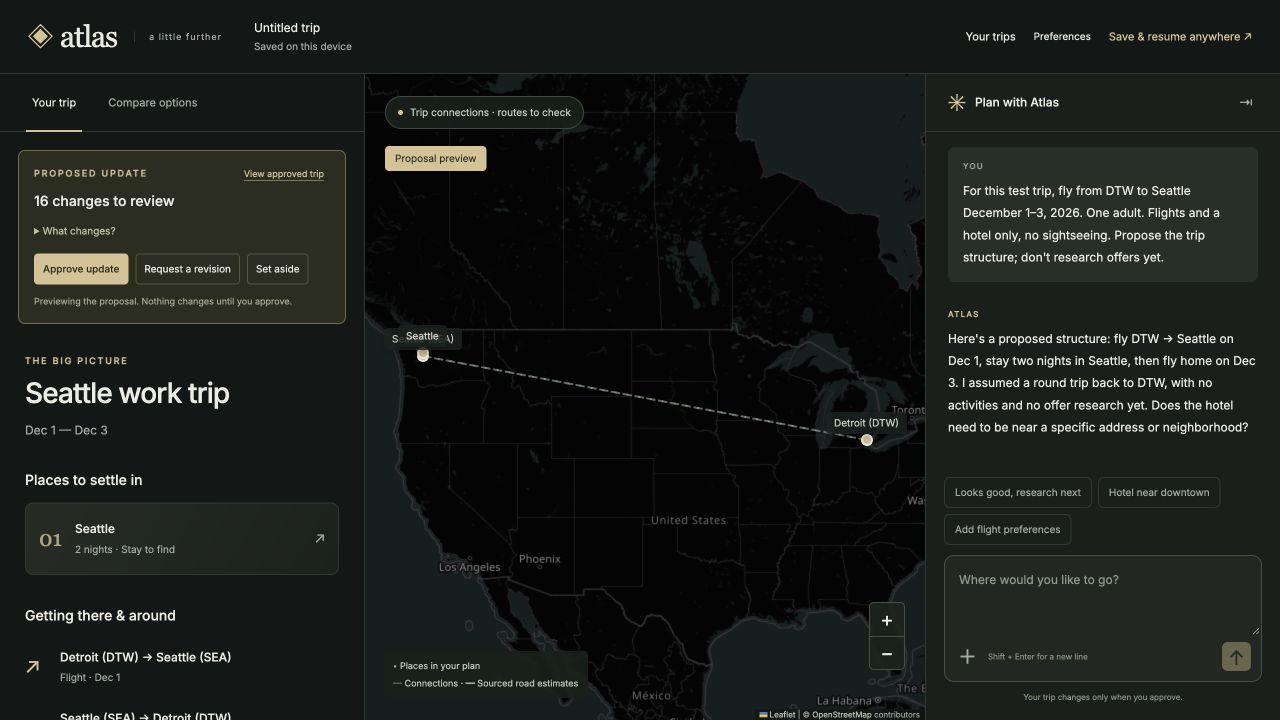 atlas
a little further
Untitled trip
Saved on this device
Your trips
Preferences
Save & resume anywhere ↗
Your trip
Compare options
PROPOSED UPDATE
View approved trip
16 changes to review
▸ What changes?
Approve update
Request a revision
Set aside
Previewing the proposal. Nothing changes until you approve.
THE BIG PICTURE
Seattle work trip
Dec 1 — Dec 3
Places to settle in
01
Seattle
2 nights · Stay to find
↗
Getting there & around
Detroit (DTW) → Seattle (SEA)
Flight · Dec 1
Seattle (SEA) → Detroit (DTW)
Trip connections · routes to check
Proposal preview
Seattle
Detroit (DTW)
Toront
United States
Phoenix
Los Angeles
Was
México
La Habana
The B
+
−
• Places in your plan
--- Connections · — Sourced road estimates
Leaflet | © OpenStreetMap contributors
Plan with Atlas
YOU
For this test trip, fly from DTW to Seattle
December 1–3, 2026. One adult. Flights and a
hotel only, no sightseeing. Propose the trip
structure; don't research offers yet.
ATLAS
Here's a proposed structure: fly DTW → Seattle on
Dec 1, stay two nights in Seattle, then fly home on Dec
3. I assumed a round trip back to DTW, with no
activities and no offer research yet. Does the hotel
need to be near a specific address or neighborhood?
Looks good, research next
Hotel near downtown
Add flight preferences
Where would you like to go?
Shift + Enter for a new line
Your trip changes only when you approve.